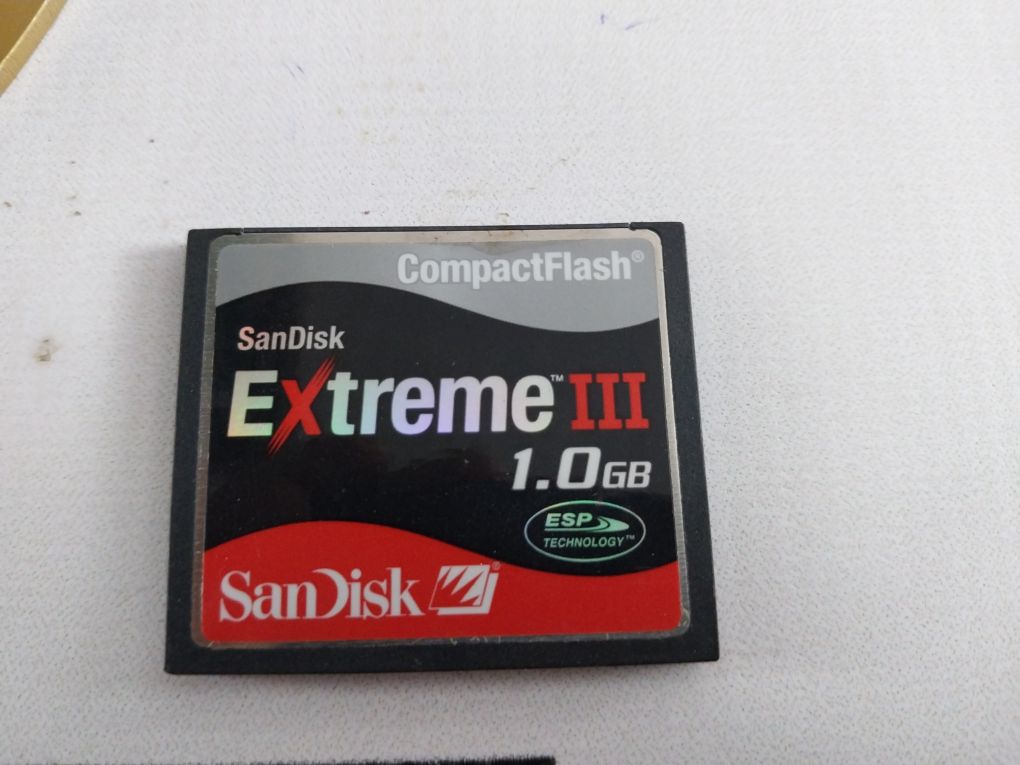 CompactFlash®
SanDisk
Extreme™ III
1.0GB
ESP
TECHNOLOGY™
SanDisk®